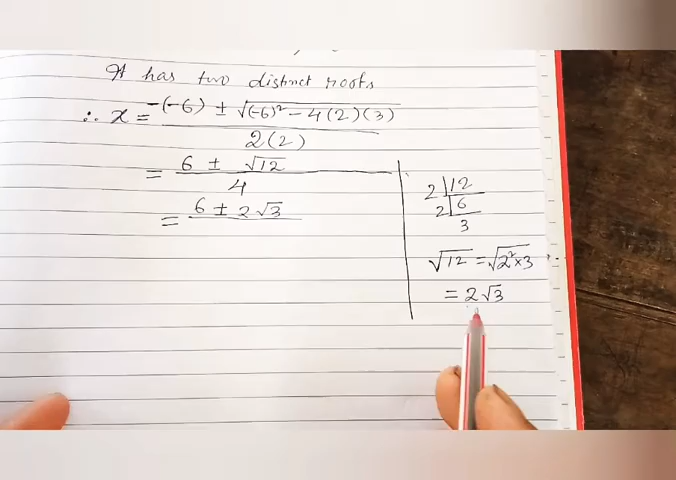 It has two distinct roots
∴ x = -(-6) ± √(-6)² - 4(2)(3)
2(2)
= 6 ± √12
4
= 6 ± 2√3
2 12
2 6
3
√12 = √2²×3
= 2√3